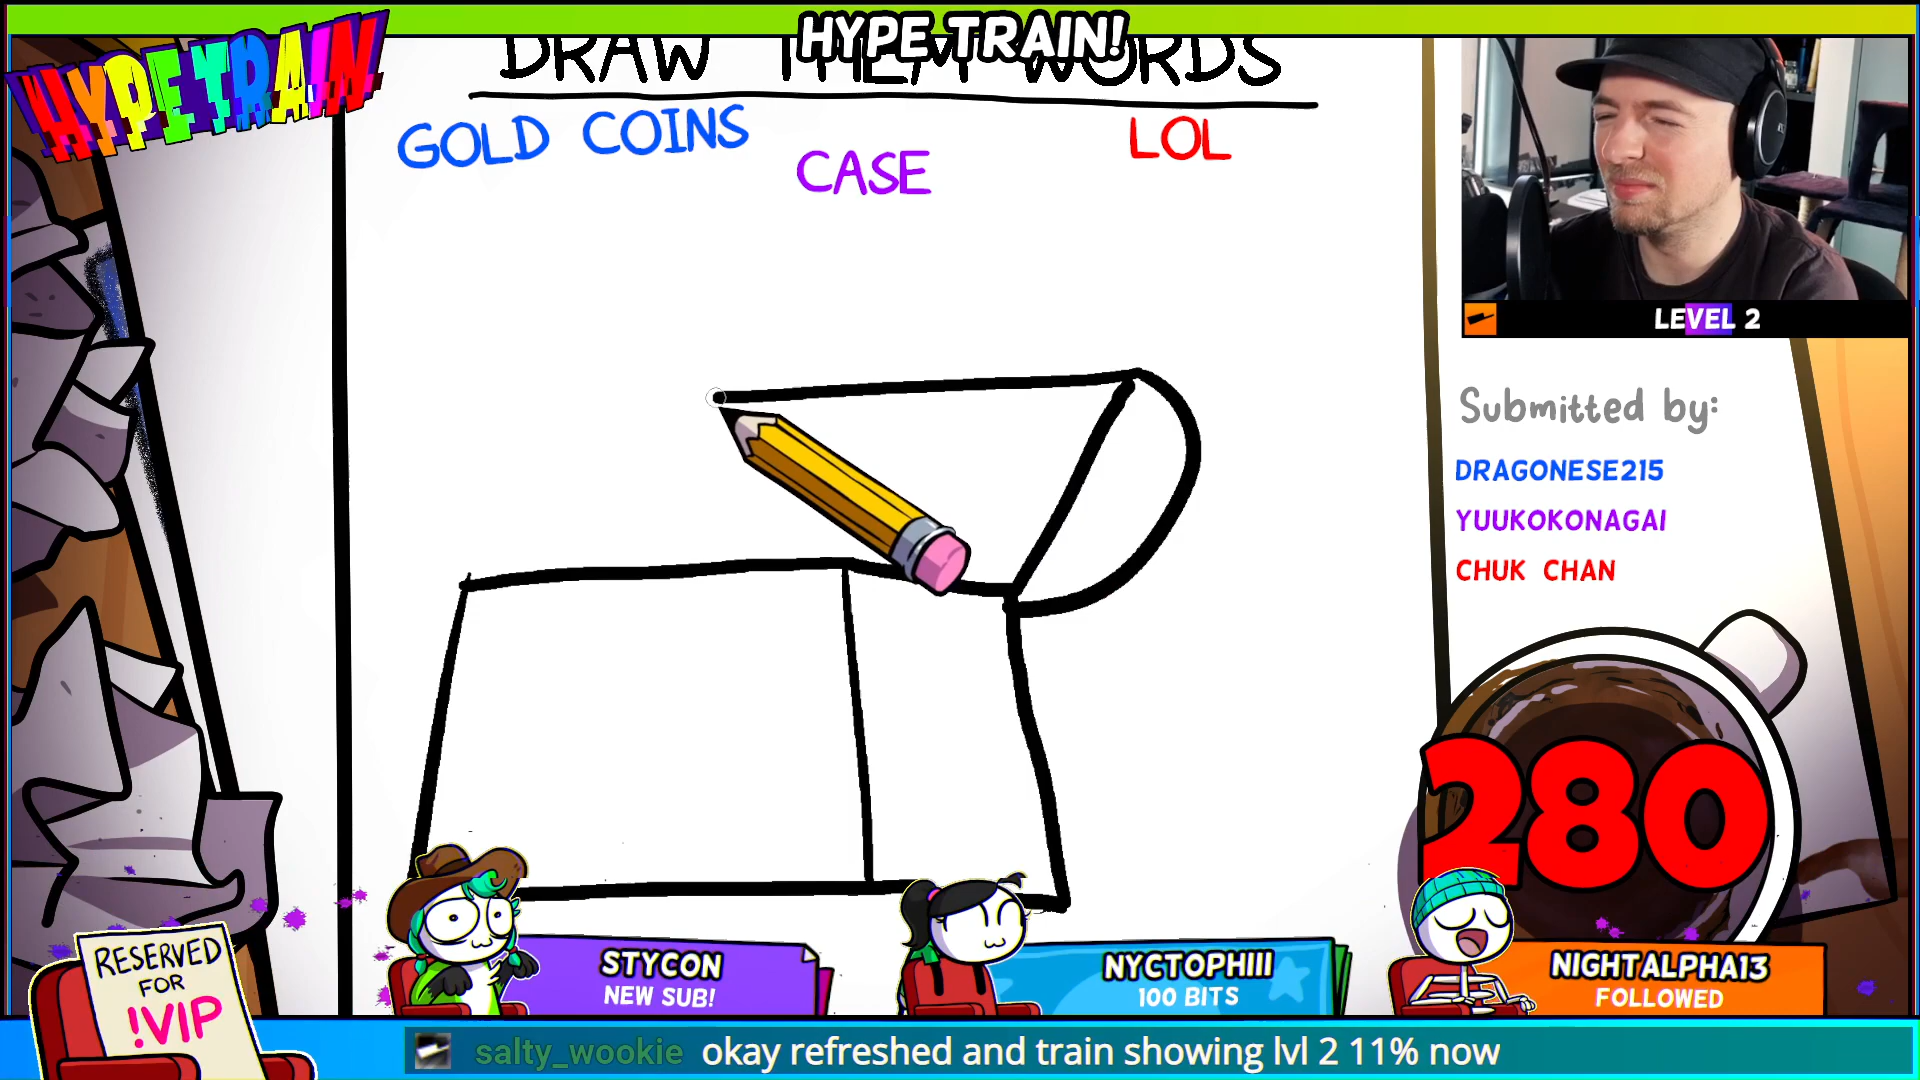 HYPE TRAIN!
HYPE TRAIN
DRAW THEM WORDS
GOLD COINS
CASE
LOL
LEVEL 2
Submitted by:
DRAGONESE215
YUUKOKONAGAI
CHUK CHAN
280
RESERVED
FOR
!VIP
STYCON
NEW SUB!
NYCTOPHIII
100 BITS
NIGHTALPHA13
FOLLOWED
salty_wookie okay refreshed and train showing lvl 2 11% now